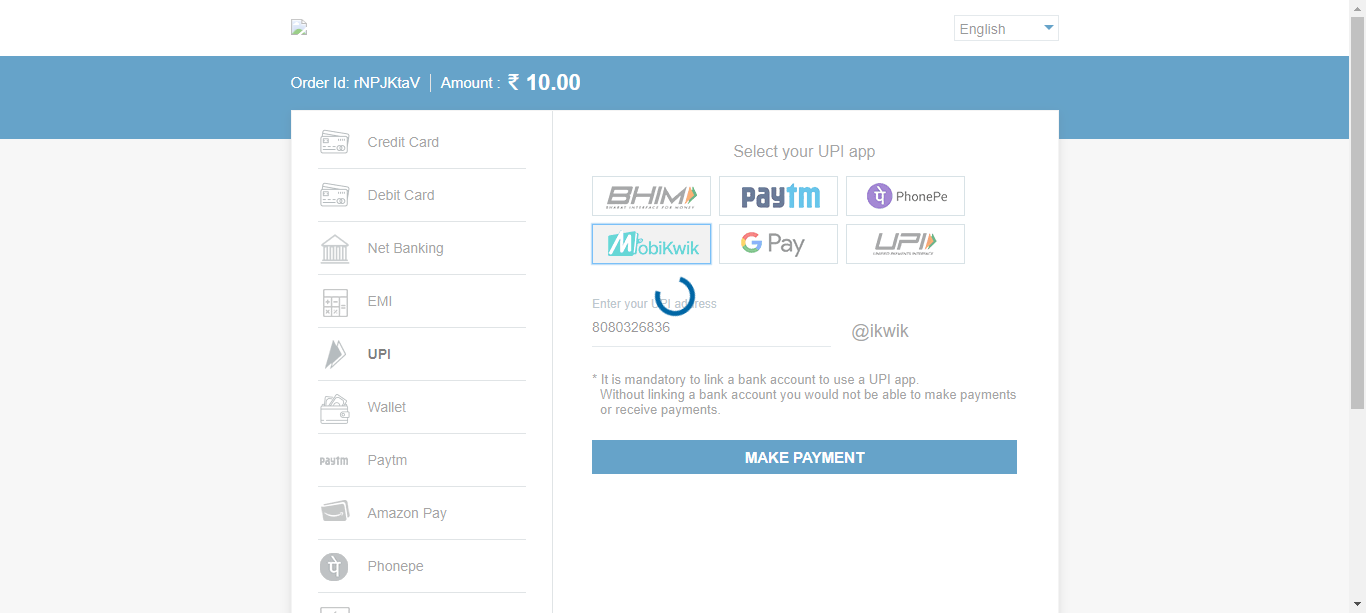 English
Order Id: rNPJKtaV | Amount : ₹ 10.00
Credit Card
Debit Card
Net Banking
EMI
UPI
Wallet
Paytm
Paytm
Amazon Pay
Phonepe
Select your UPI app
BHIM
BHARAT INTERFACE FOR MONEY
Paytm
PhonePe
MobiKwik
G Pay
UPI
UNIFIED PAYMENTS INTERFACE
Enter your UPI address
8080326836
@ikwik
* It is mandatory to link a bank account to use a UPI app.
Without linking a bank account you would not be able to make payments
or receive payments.
MAKE PAYMENT